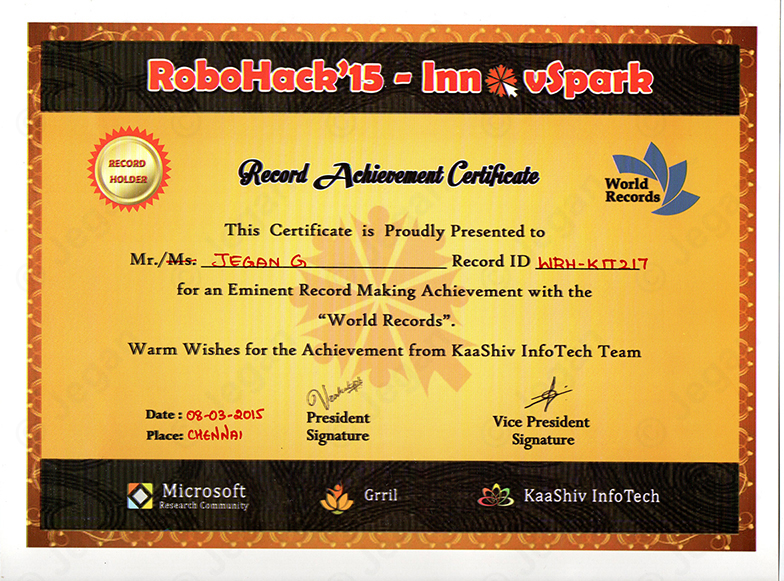 RoboHack'15 - InnovSpark
RECORD HOLDER
Record Achievement Certificate
World Records
This Certificate is Proudly Presented to
Mr./Ms. JEGAN G Record ID WRH-KIT217
for an Eminent Record Making Achievement with the
“World Records”.
Warm Wishes for the Achievement from KaaShiv InfoTech Team
Date : 08-03-2015
Place: CHENNAI
President
Signature
Vice President
Signature
Microsoft
Research Community
Grril
KaaShiv InfoTech